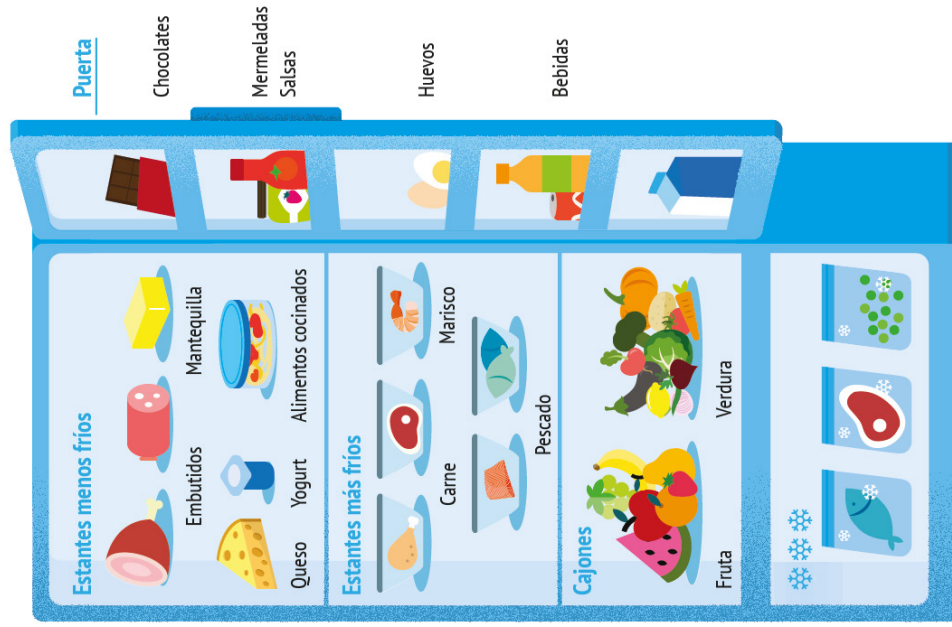 Estantes menos fríos
Embutidos Mantequilla
Queso Yogurt Alimentos cocinados
Estantes más fríos
Carne Marisco
Pescado
Cajones
Fruta Verdura
Puerta
Chocolates
Mermeladas
Salsas
Huevos
Bebidas